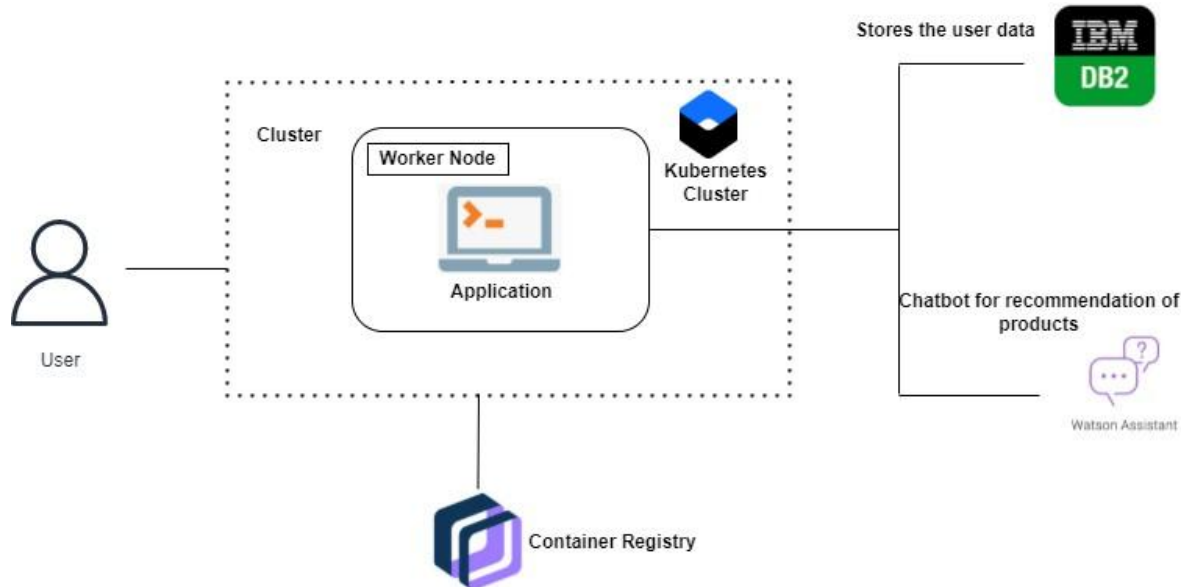 Stores the user data
IBM
DB2
Cluster
Worker Node
Kubernetes
Cluster
Application
User
Chatbot for recommendation of
products
Watson Assistant
Container Registry